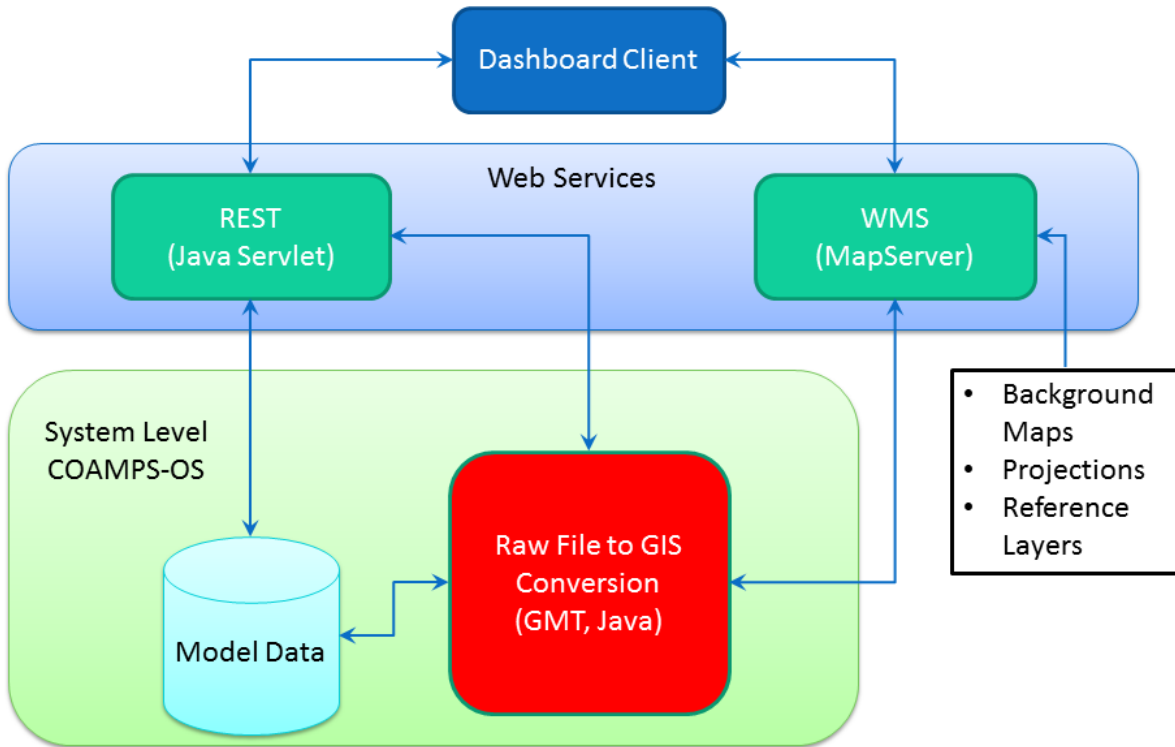 Dashboard Client
Web Services
REST
(Java Servlet)
WMS
(MapServer)
System Level
COAMPS-OS
Raw File to GIS
Conversion
(GMT, Java)
Model Data
• Background
Maps
• Projections
• Reference
Layers